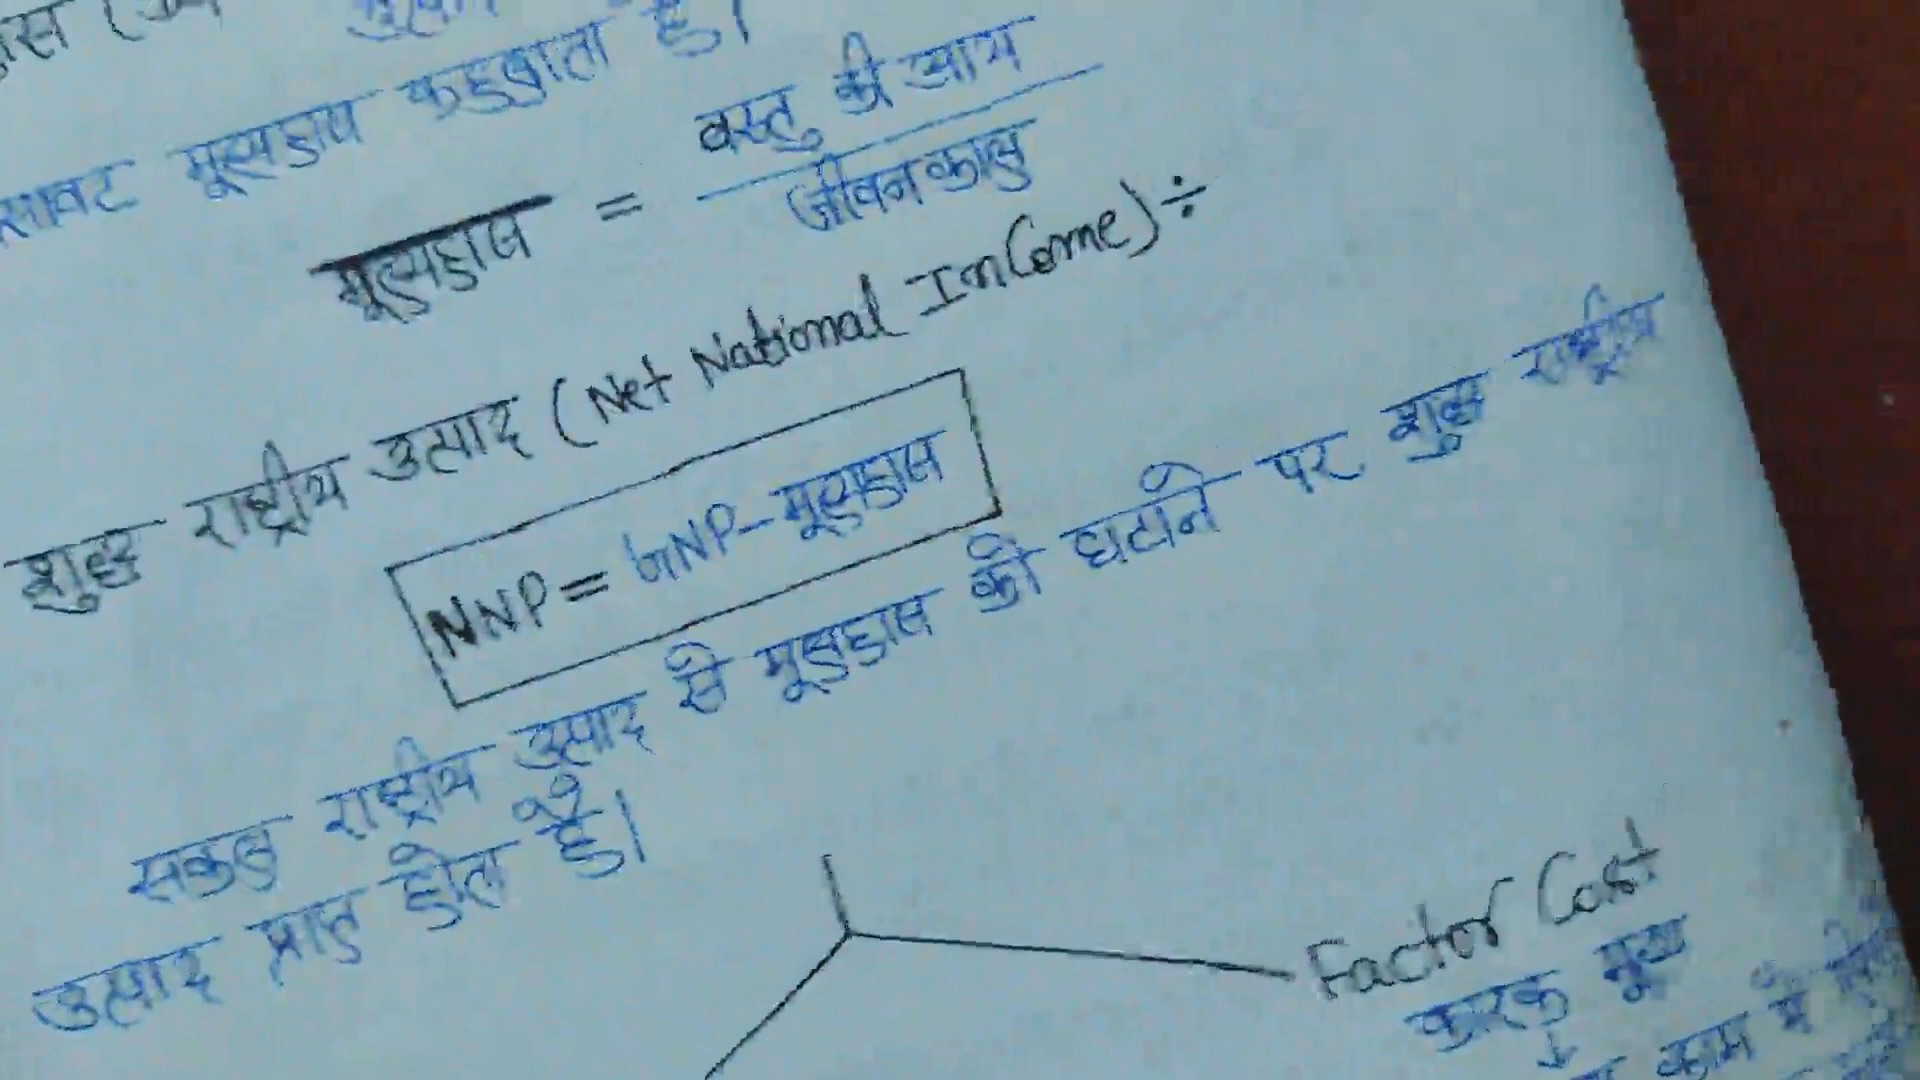 कहलाता है।
मूल्यह्रास = वस्तु की आय
जीवनकाल
शुद्ध राष्ट्रीय उत्पाद (Net National InCome) ÷
NNP = GNP - मूल्यह्रास
सकल राष्ट्रीय उत्पाद से मूल्यह्रास को घटाने पर शुद्ध राष्ट्रीय
उत्पाद प्राप्त होता है।
Factor Cost
कारक मूल्य
काम में